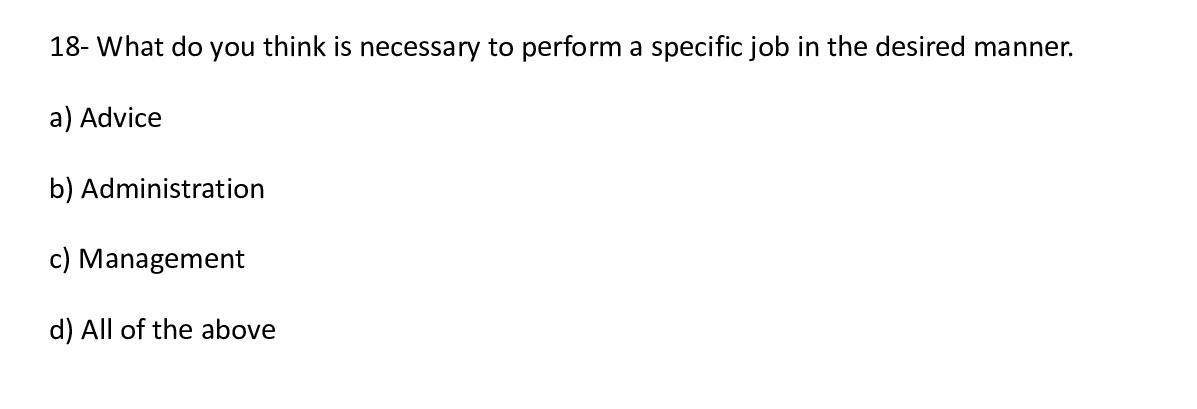 18- What do you think is necessary to perform a specific job in the desired manner.
a) Advice
b) Administration
c) Management
d) All of the above